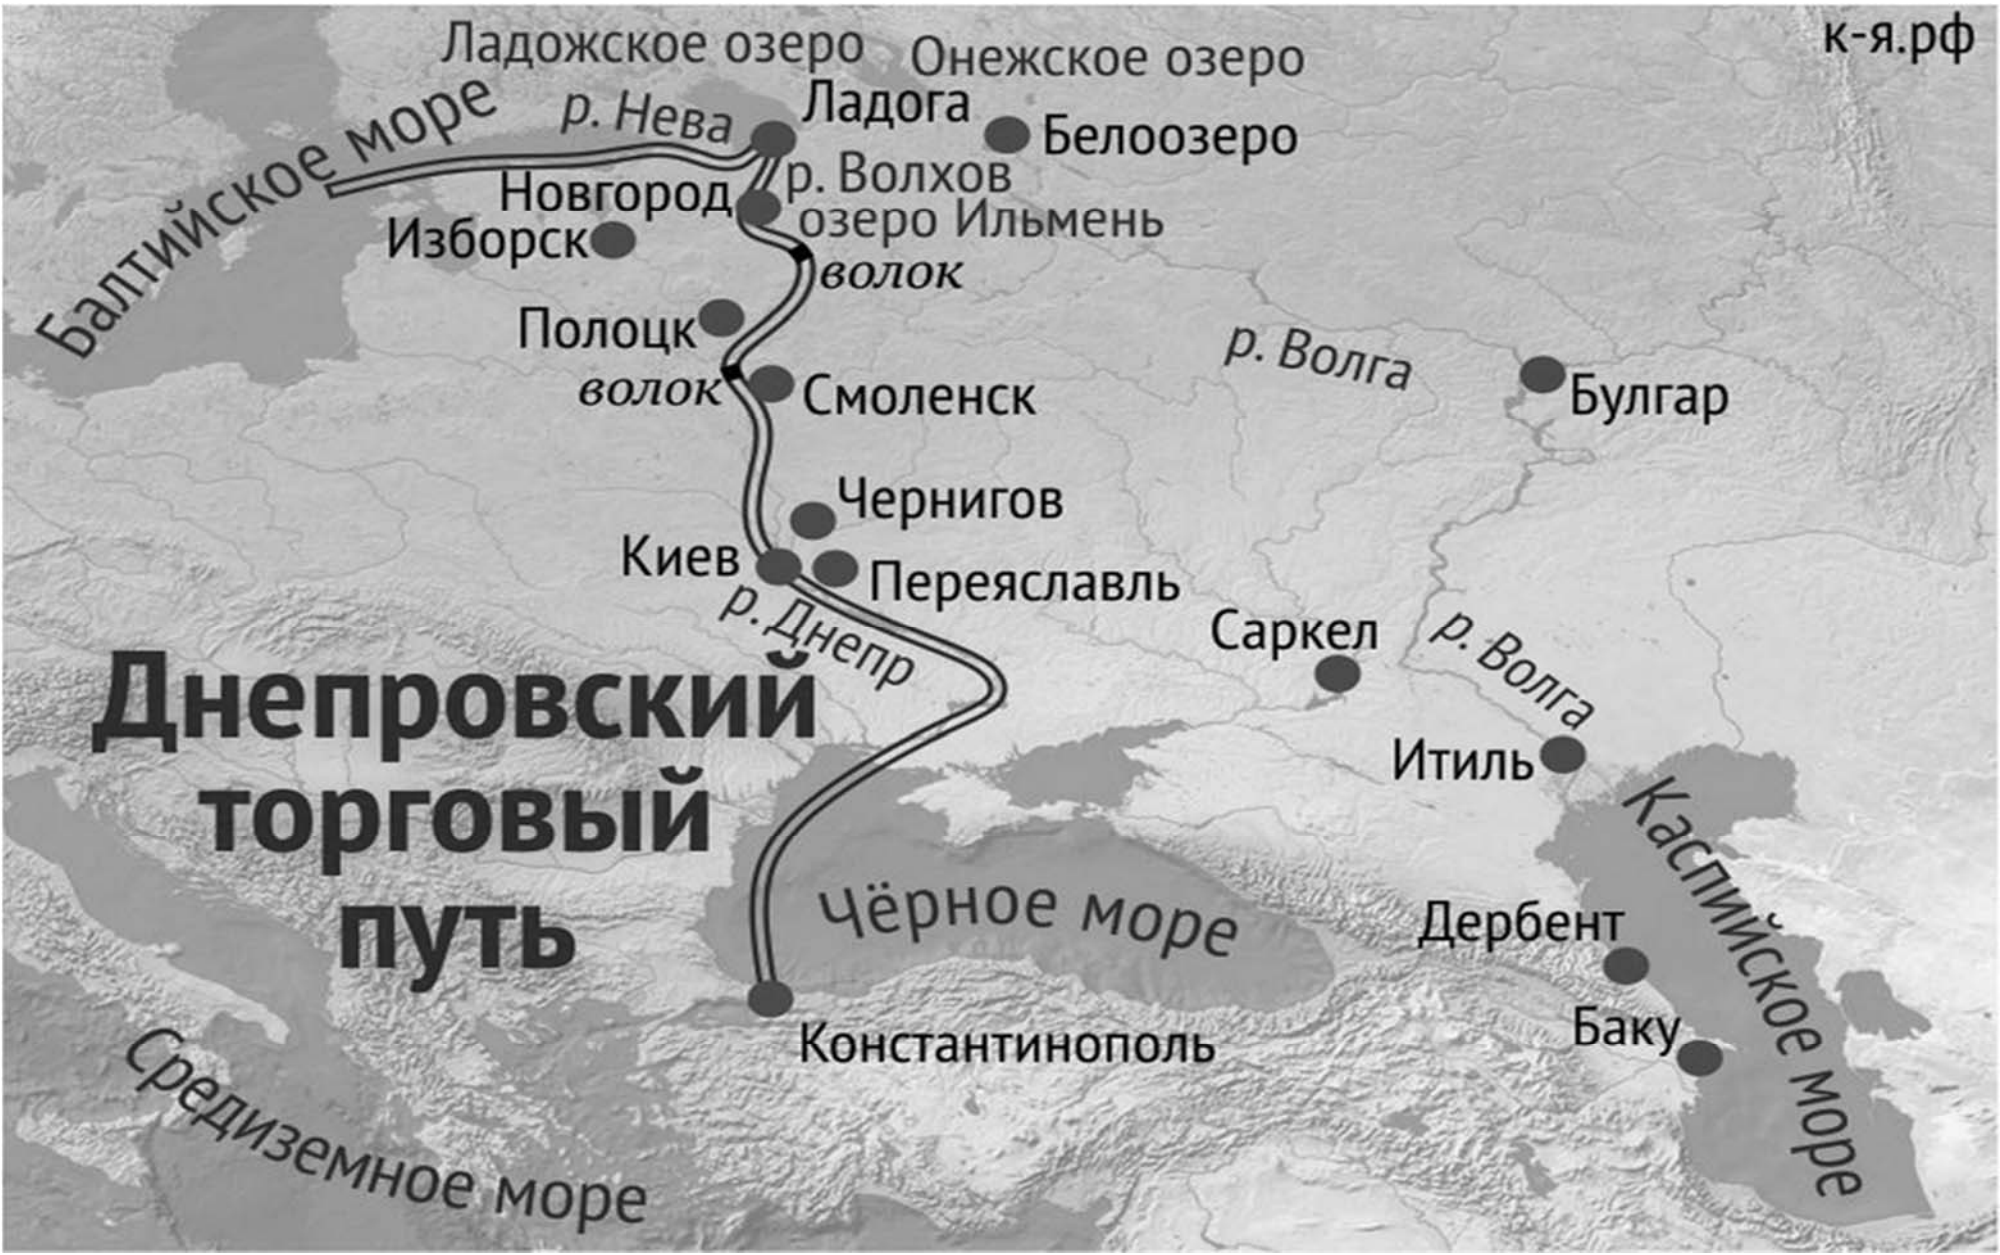 к-я.рф
Ладожское озеро
Онежское озеро
Балтийское море
р. Нева
Ладога
Белоозеро
р. Волхов
Новгород
озеро Ильмень
Изборск
волок
Полоцк
р. Волга
волок
Смоленск
Булгар
Чернигов
Киев
Переяславль
р. Днепр
Саркел
р. Волга
Днепровский
торговый
путь
Итиль
Каспийское море
Чёрное море
Дербент
Баку
Константинополь
Средиземное море